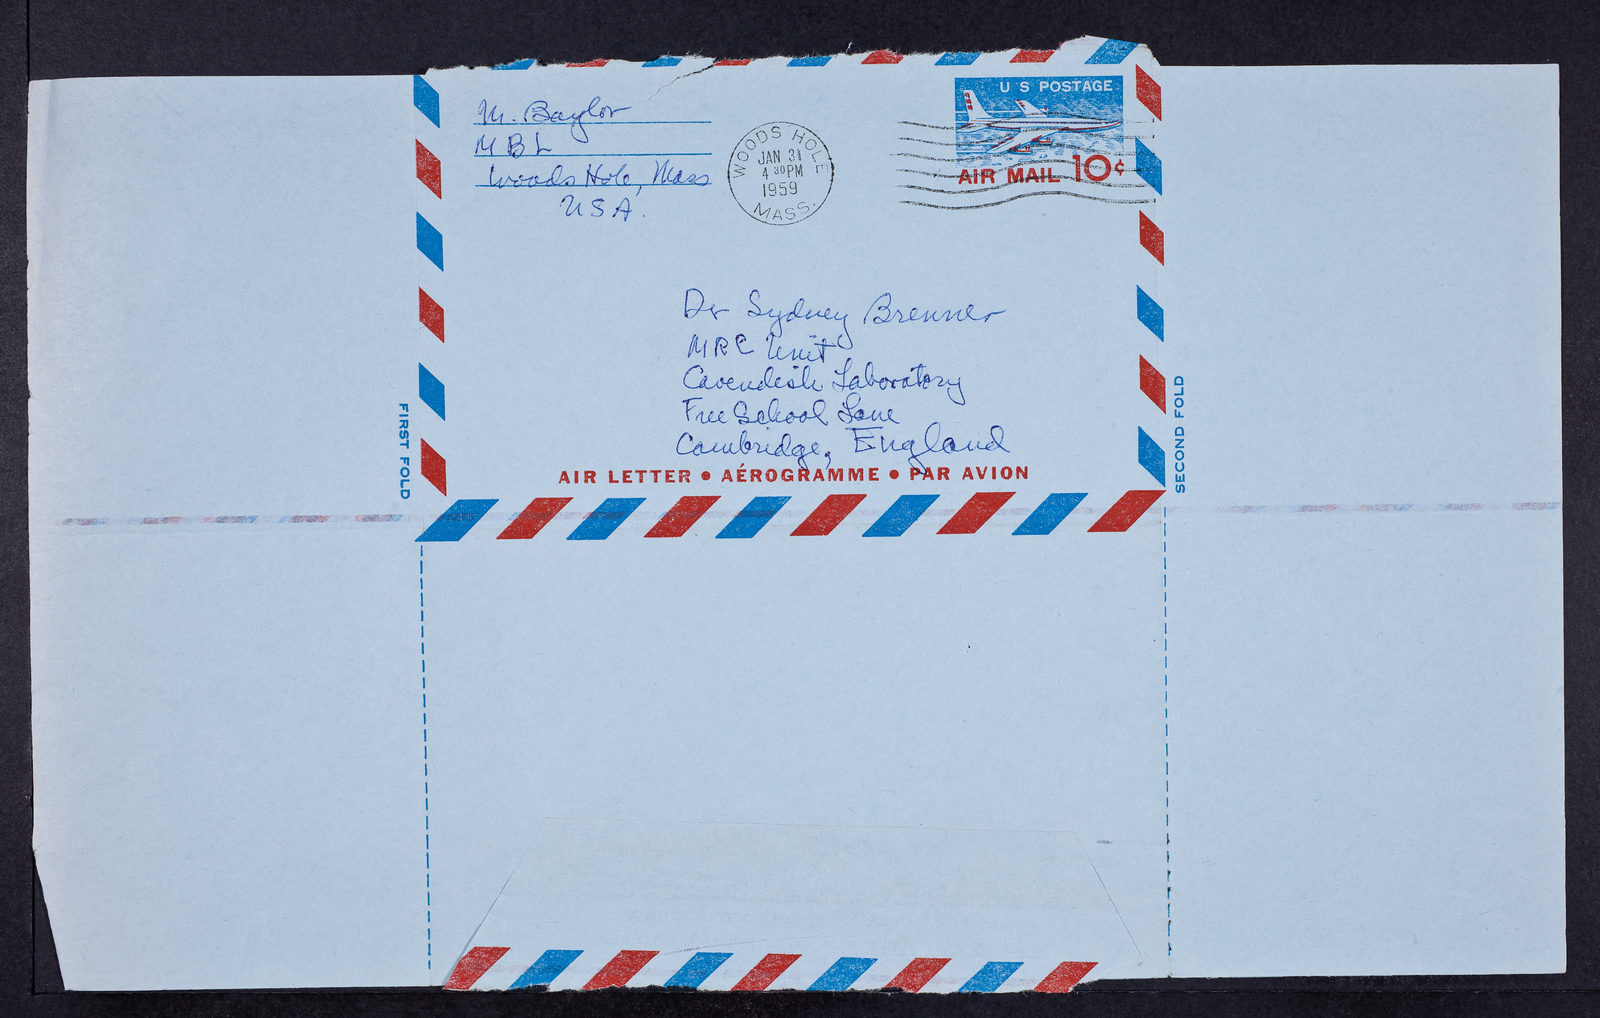 M. Baylor
MBL
Woods Hole, Mass
USA.
WOODS HOLE
JAN 31
4 30 PM
1959
MASS.
U S POSTAGE
AIR MAIL 10¢
Dr Sydney Brenner
MRC Unit
Cavendish Laboratory
Free School Lane
Cambridge, England
AIR LETTER • AÉROGRAMME • PAR AVION
FIRST FOLD
SECOND FOLD